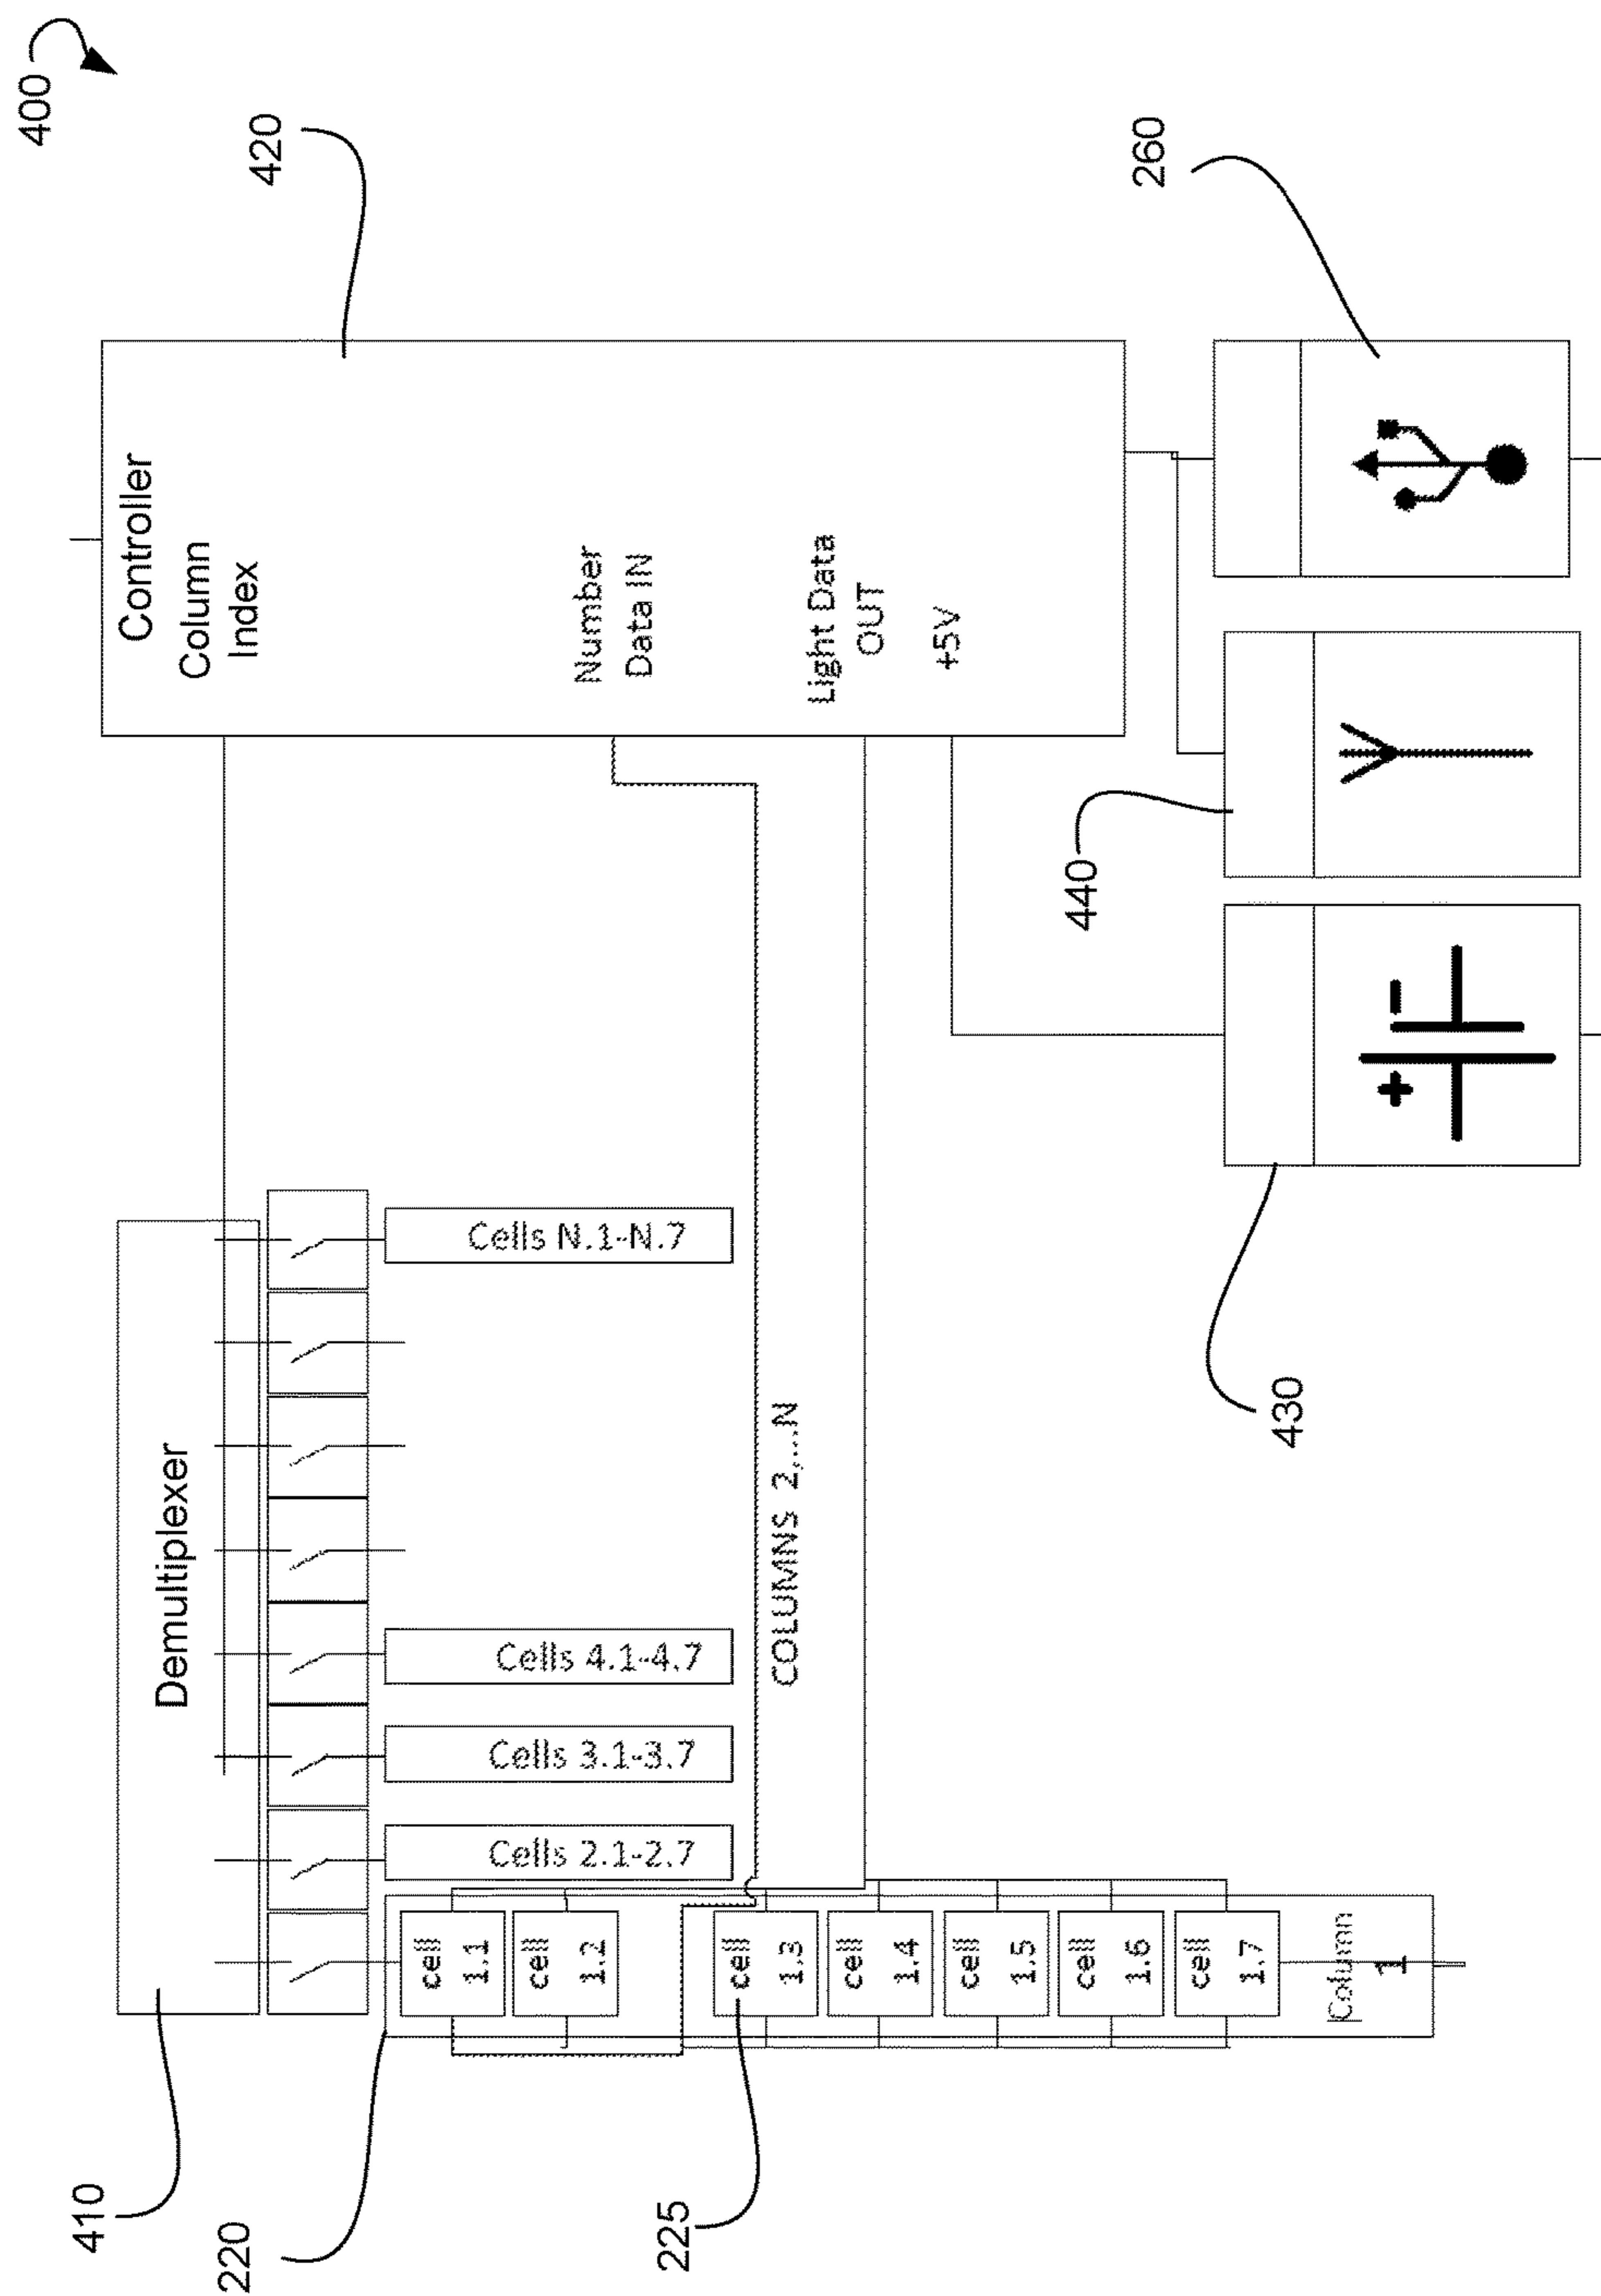 400
420
Controller
Column
Index
Number
Data IN
Light Data
OUT
+5V
260
440
430
Demultiplexer
Cells N.1-N.7
Cells 4.1-4.7
Cells 3.1-3.7
Cells 2.1-2.7
COLUMNS 2,...N
410
220
225
cell
1.1
cell
1.2
cell
1.3
cell
1.4
cell
1.5
cell
1.6
cell
1.7
Column
1
+ -